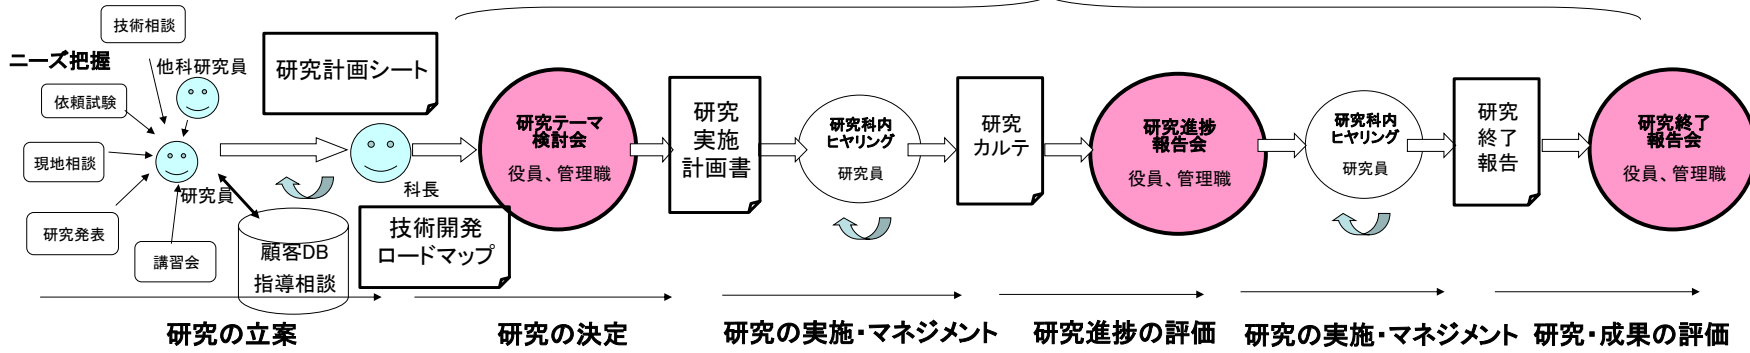 技術相談
ニーズ把握
他科研究員
依頼試験
現地相談
研究員
研究発表
講習会
顧客DB
指導相談
研究計画シート
科長
技術開発
ロードマップ
研究テーマ
検討会
役員、管理職
研究
実施
計画書
研究科内
ヒヤリング
研究員
研究
カルテ
研究進捗
報告会
役員、管理職
研究科内
ヒヤリング
研究員
研究
終了
報告
研究終了
報告会
役員、管理職
研究の立案
研究の決定
研究の実施・マネジメント
研究進捗の評価
研究の実施・マネジメント
研究・成果の評価